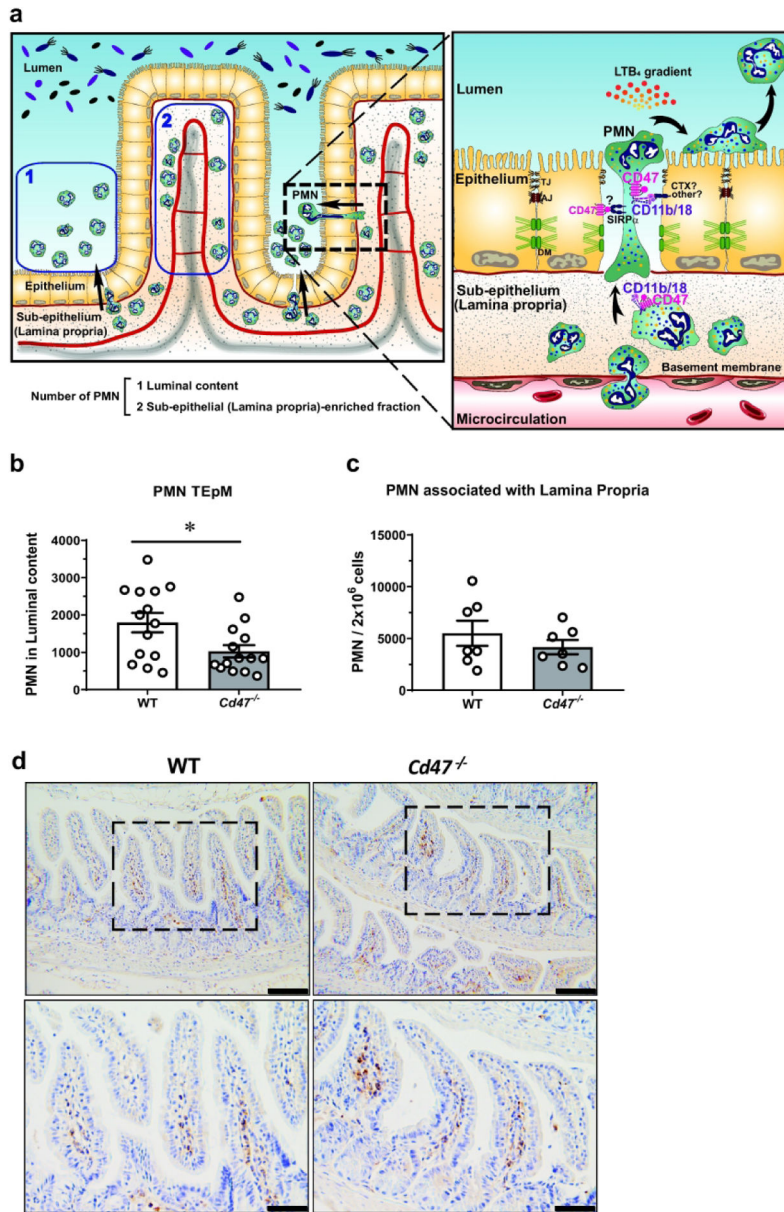 a
Lumen
1
2
PMN
Epithelium
Sub-epithelium
(Lamina propria)
Number of PMN
1 Luminal content
2 Sub-epithelial (Lamina propria)-enriched fraction
LTB₄ gradient
Lumen
PMN
Epithelium
TJ
AJ
DM
CD47
CTX?
other?
?
CD47
CD11b/18
SIRPα
CD11b/18
CD47
Sub-epithelium
(Lamina propria)
Basement membrane
Microcirculation
b
PMN TEpM
*
PMN in Luminal content
4000
3000
2000
1000
0
WT
Cd47⁻/⁻
c
PMN associated with Lamina Propria
PMN / 2x10⁶ cells
15000
10000
5000
0
WT
Cd47⁻/⁻
d
WT
Cd47⁻/⁻